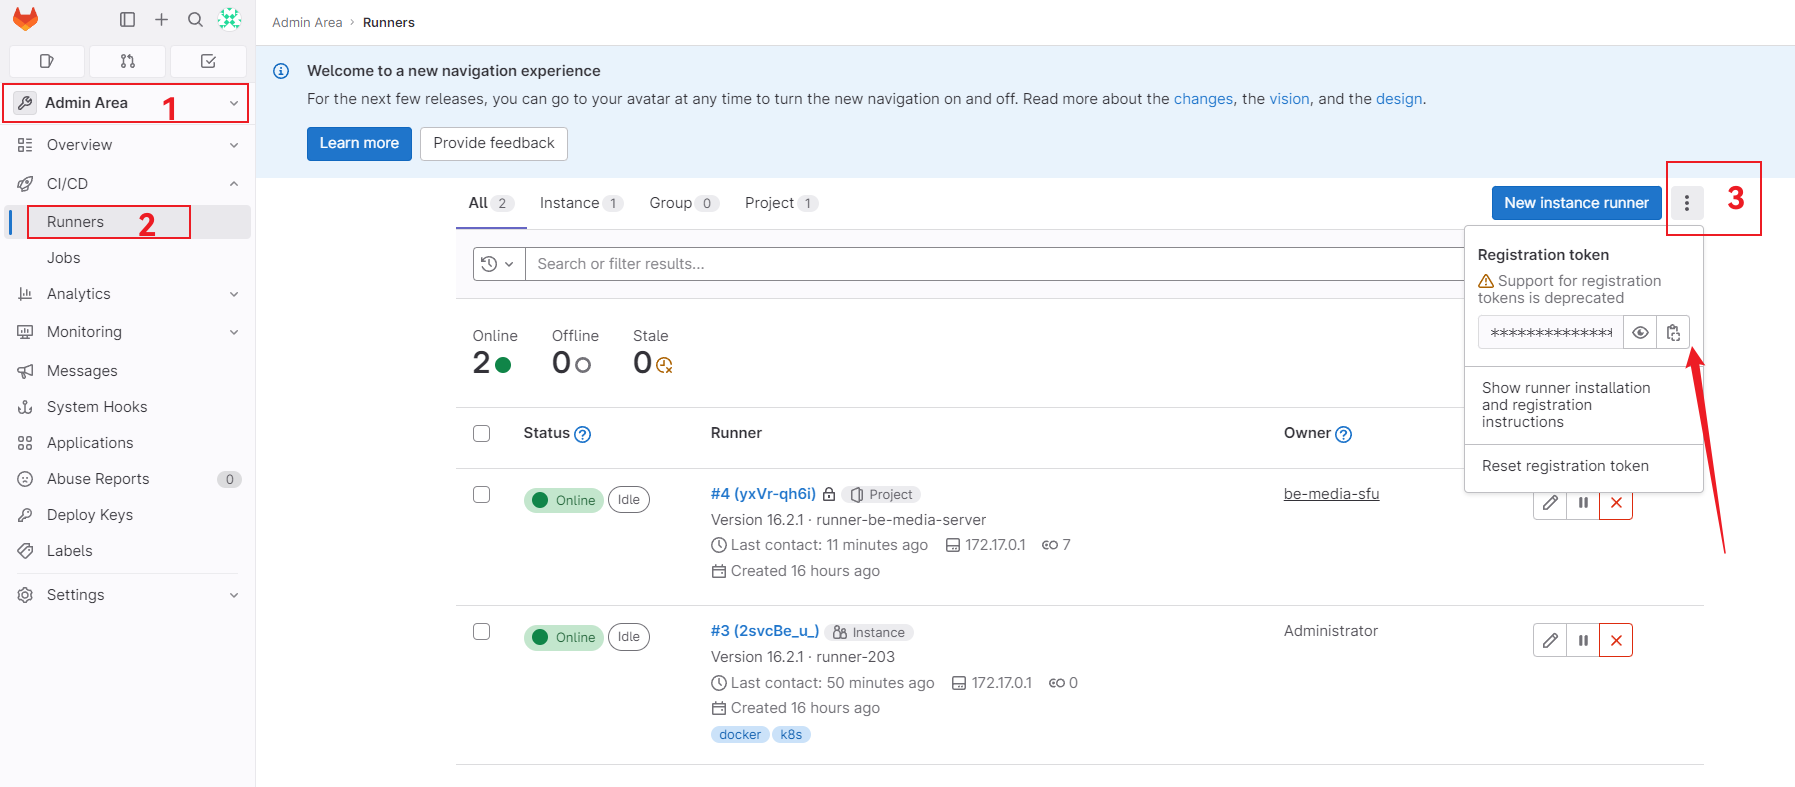 Admin Area › Runners
Admin Area 1
Overview
CI/CD
Runners 2
Jobs
Analytics
Monitoring
Messages
System Hooks
Applications
Abuse Reports 0
Deploy Keys
Labels
Settings
Welcome to a new navigation experience
For the next few releases, you can go to your avatar at any time to turn the new navigation on and off. Read more about the changes, the vision, and the design.
Learn more Provide feedback
All 2 Instance 1 Group 0 Project 1 New instance runner 3
Search or filter results...
Registration token
Support for registration
tokens is deprecated
**************
Show runner installation
and registration
instructions
Reset registration token
Online Offline Stale
2 0 0
Status ? Runner Owner ?
Online Idle #4 (yxVr-qh6i) Project be-media-sfu
Version 16.2.1 · runner-be-media-server
Last contact: 11 minutes ago 172.17.0.1 7
Created 16 hours ago
Online Idle #3 (2svcBe_u_) Instance Administrator
Version 16.2.1 · runner-203
Last contact: 50 minutes ago 172.17.0.1 0
Created 16 hours ago
docker k8s